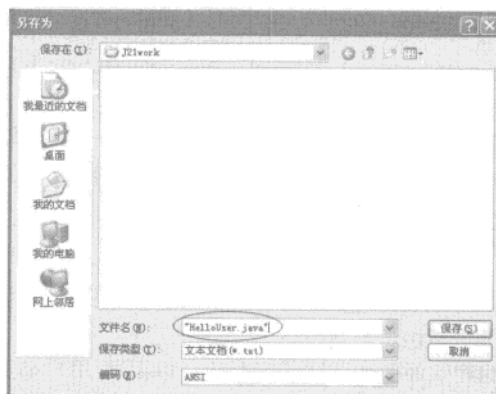 另存为
保存在(I):
J21work
我最近的文档
桌面
我的文档
我的电脑
网上邻居
文件名(N):
"HelloUser.java"
保存(S)
保存类型(T):
文本文档(*.txt)
取消
编码(E):
ANSI